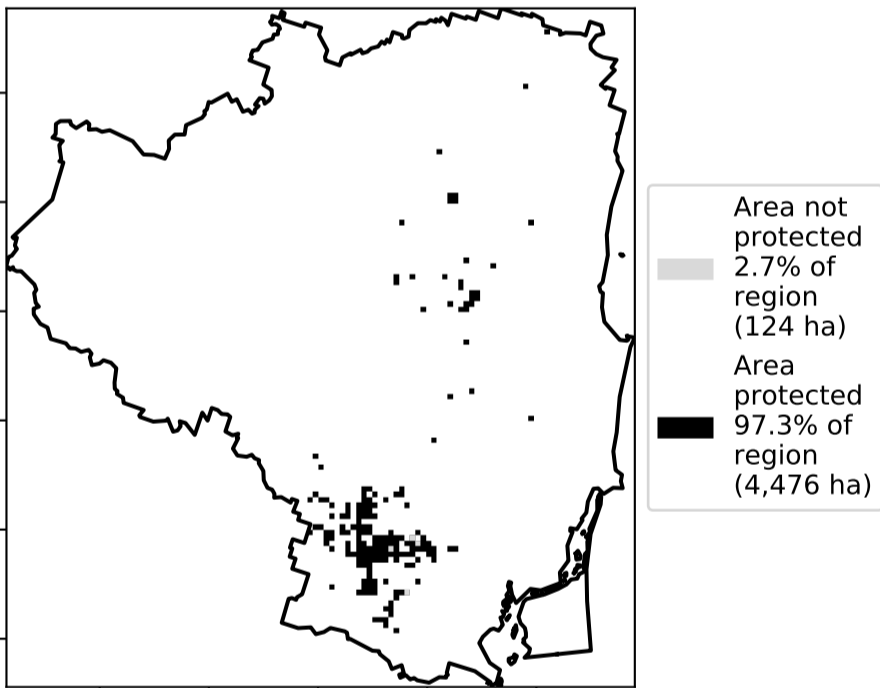 Area not
protected
2.7% of
region
(124 ha)
Area
protected
97.3% of
region
(4,476 ha)